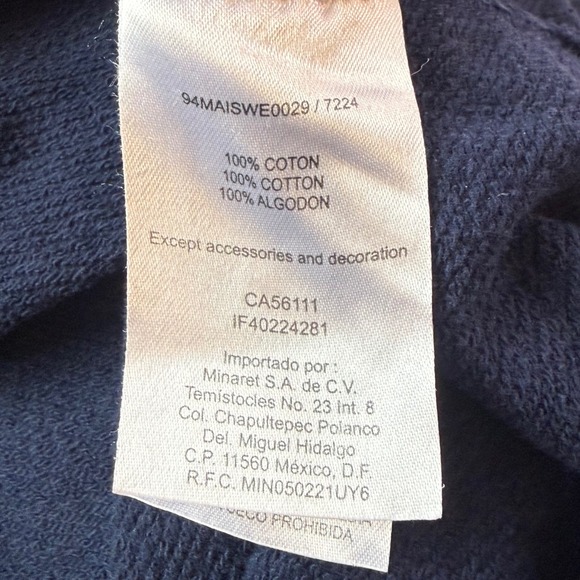 94MAISWE0029 / 7224
100% COTON
100% COTTON
100% ALGODON
Except accessories and decoration
CA56111
IF40224281
Importado por :
Minaret S.A. de C.V.
Temístocles No. 23 Int. 8
Col. Chapultepec Polanco
Del. Miguel Hidalgo
C.P. 11560 México, D.F.
R.F.C. MIN050221UY6
PROHIBIDA